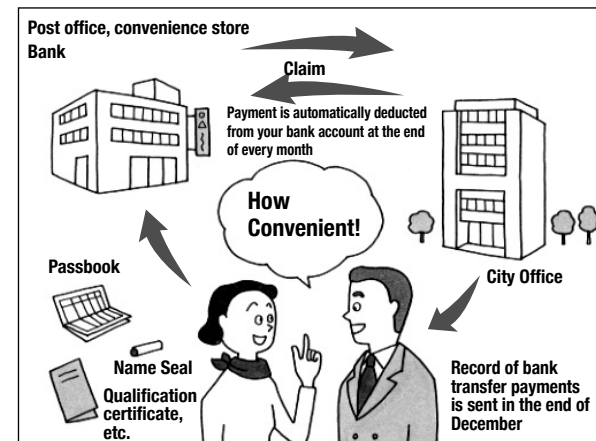 Post office, convenience store
Bank
Claim
Payment is automatically deducted
from your bank account at the end
of every month
How
Convenient!
Passbook
City Office
Name Seal
Qualification
certificate,
etc.
Record of bank
transfer payments
is sent in the end of
December